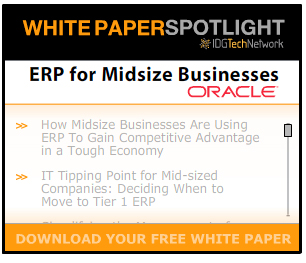 WHITE PAPERSPOTLIGHT
IDGTechNetwork
ERP for Midsize Businesses
ORACLE
>> How Midsize Businesses Are Using
ERP To Gain Competitive Advantage
in a Tough Economy
>> IT Tipping Point for Mid-sized
Companies: Deciding When to
Move to Tier 1 ERP
DOWNLOAD YOUR FREE WHITE PAPER